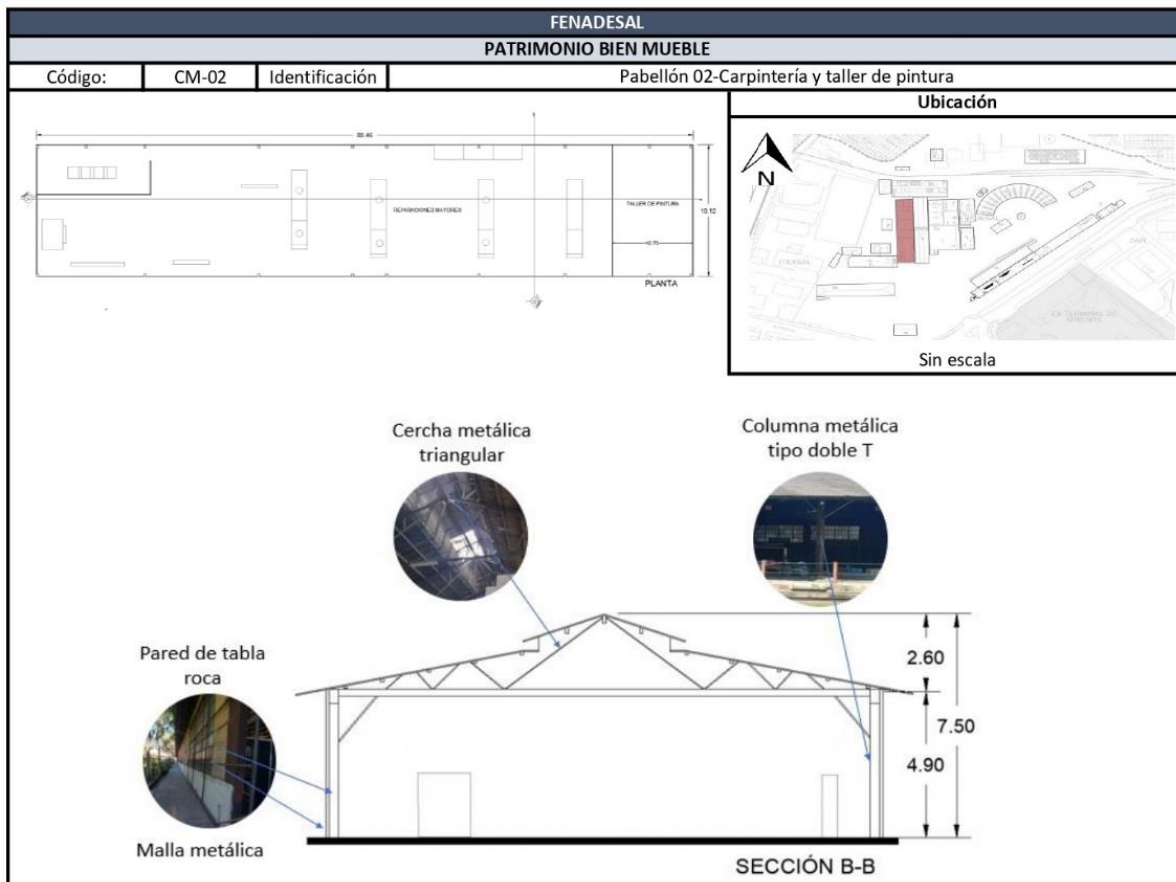 FENADESAL
PATRIMONIO BIEN MUEBLE
Código: CM-02 Identificación Pabellón 02-Carpintería y taller de pintura
Ubicación
REPARACIONES MAYORES
TALLER DE PINTURA
PLANTA
N
Sin escala
Cercha metálica
triangular
Columna metálica
tipo doble T
Pared de tabla
roca
Malla metálica
2.60
7.50
4.90
SECCIÓN B-B